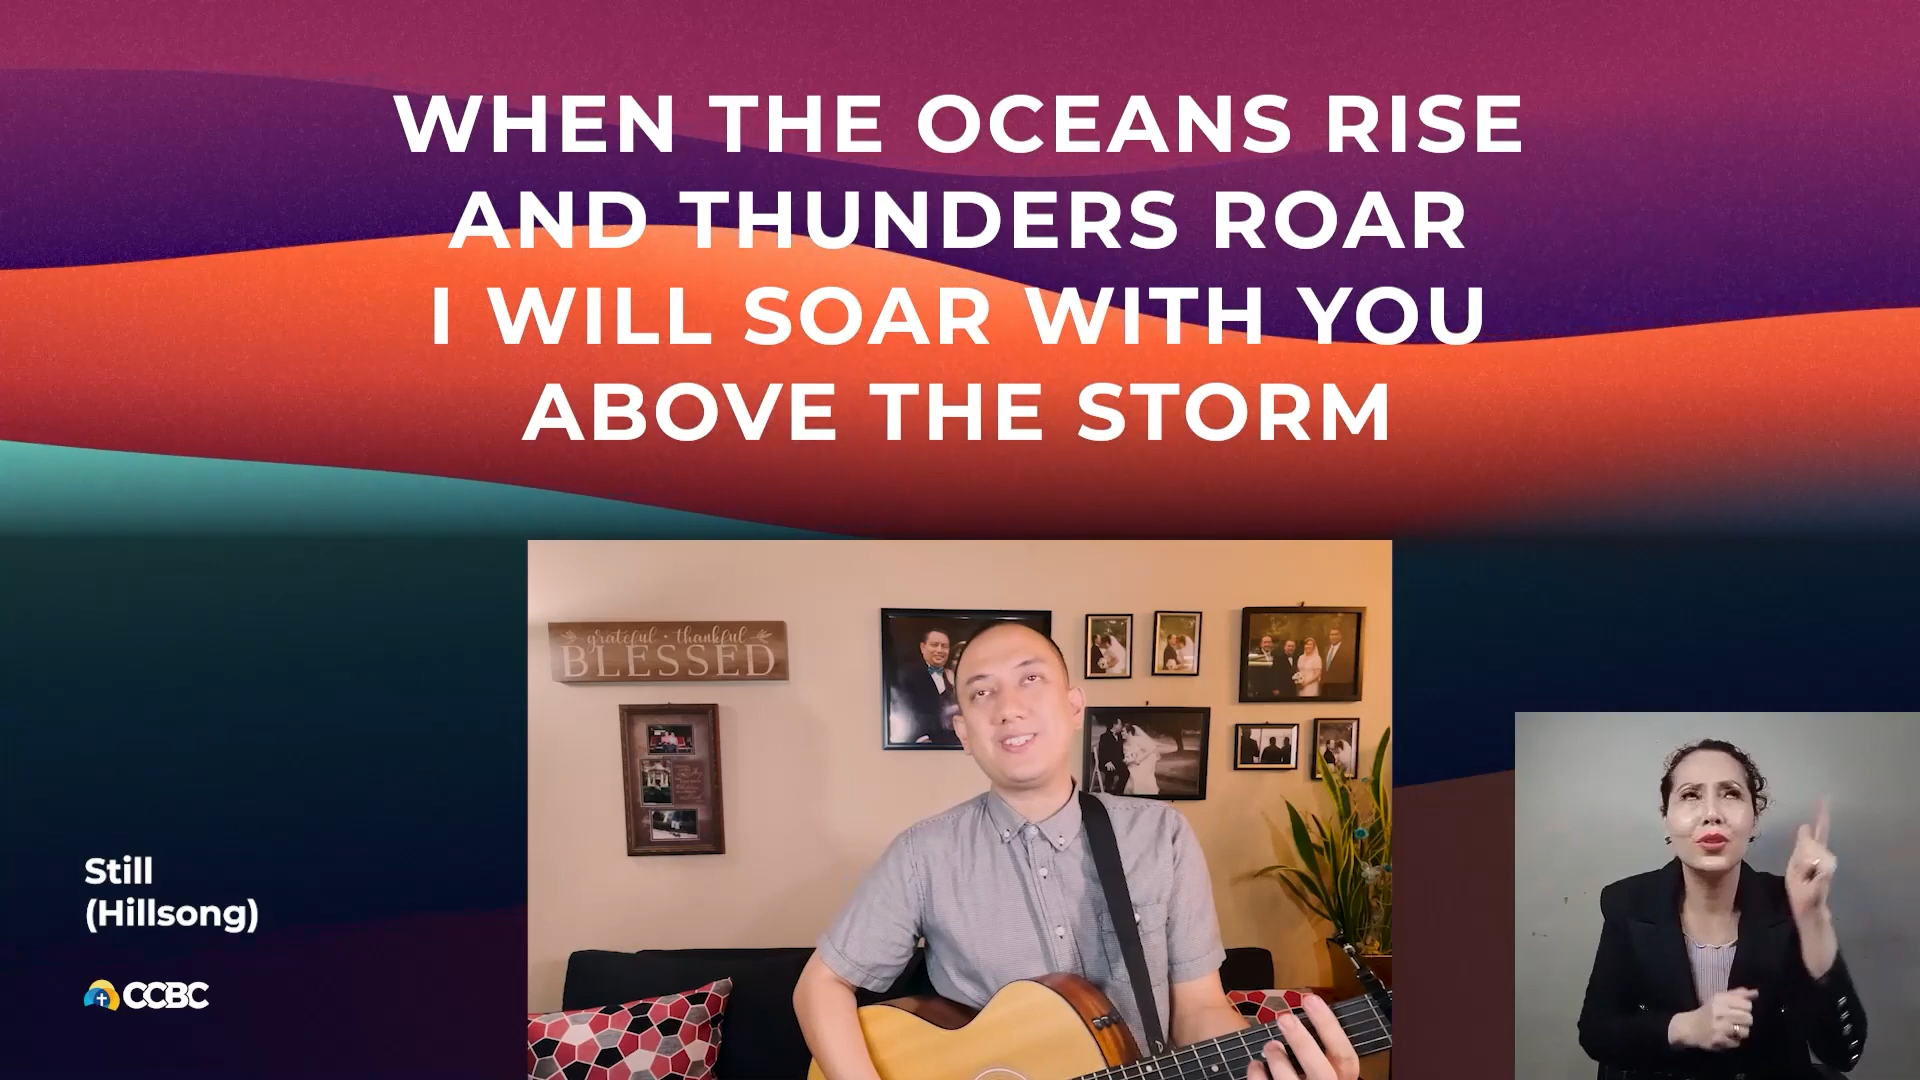 WHEN THE OCEANS RISE
AND THUNDERS ROAR
I WILL SOAR WITH YOU
ABOVE THE STORM
grateful · thankful
BLESSED
Still
(Hillsong)
CCBC